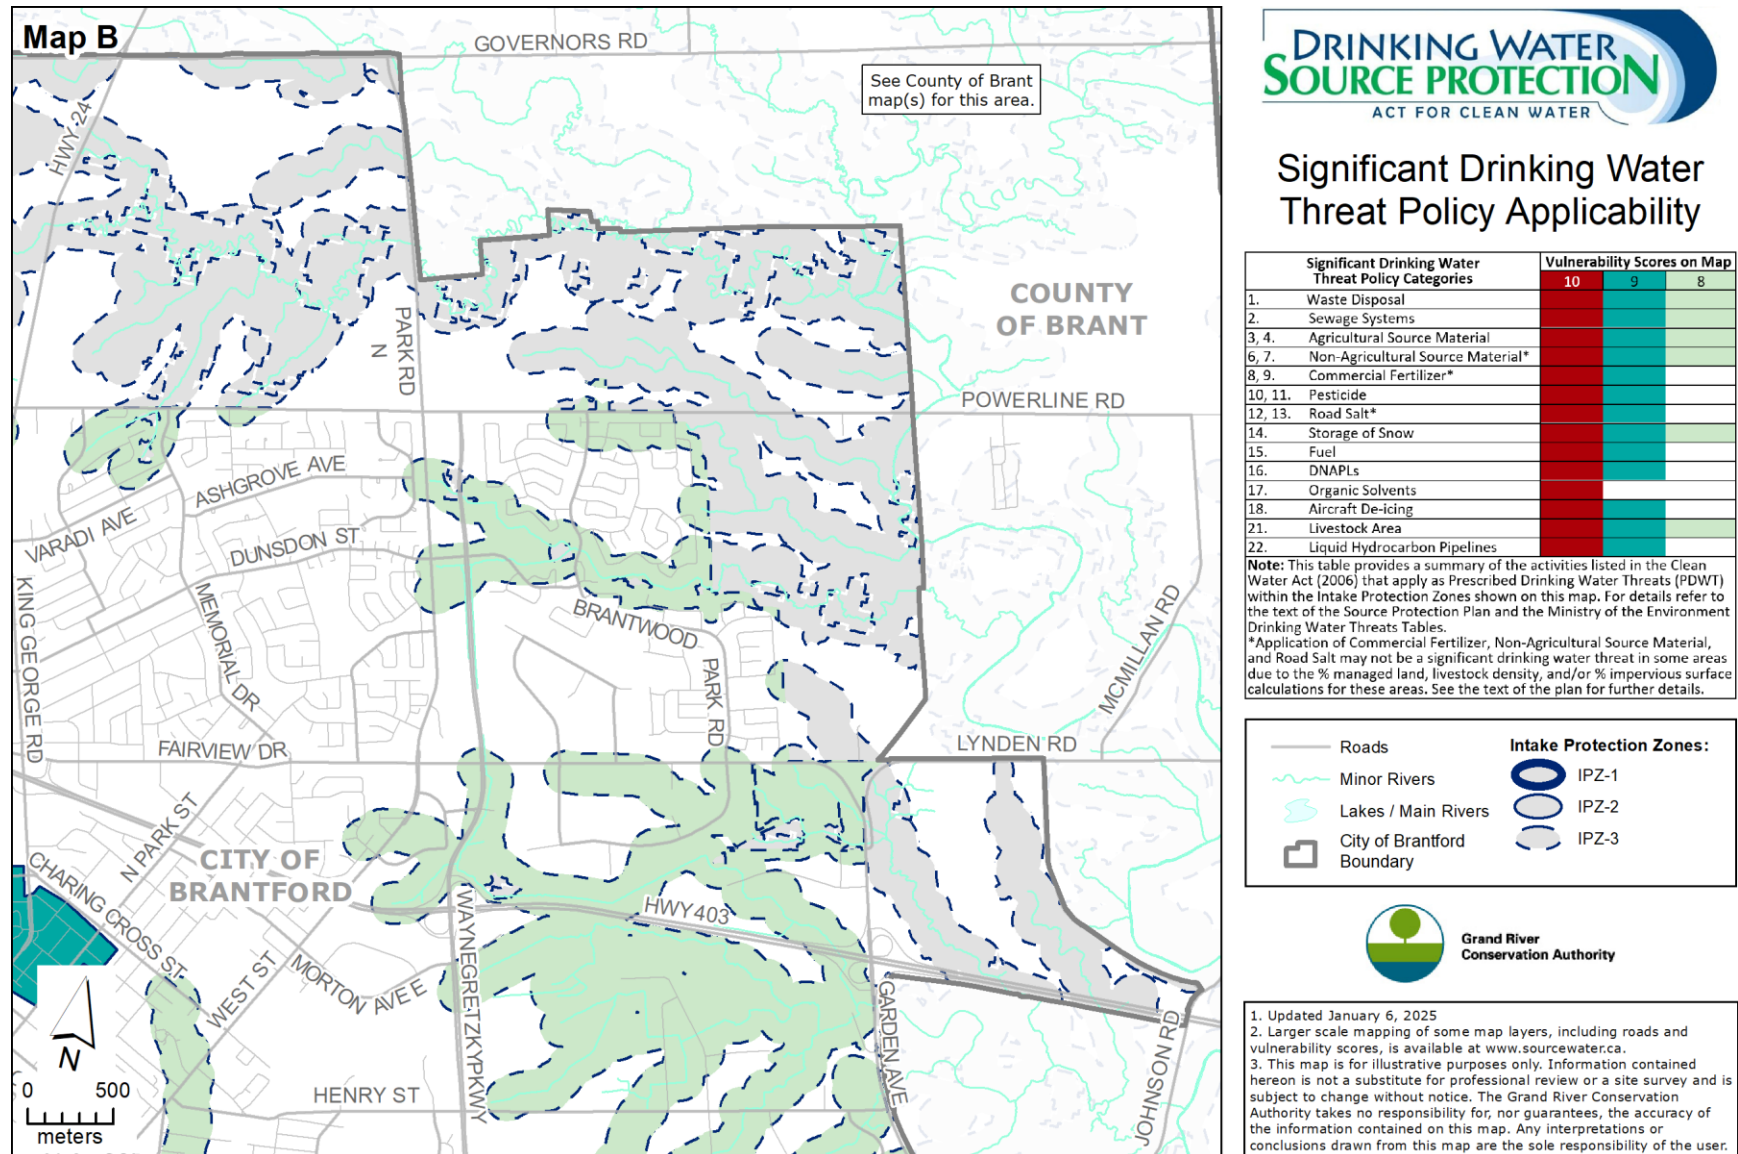 Map B
GOVERNORS RD
See County of Brant
map(s) for this area.
HWY 24
COUNTY
OF BRANT
PARK RD
N
POWERLINE RD
ASHGROVE AVE
VARADI AVE
DUNSDON ST
KING GEORGE RD
MEMORIAL DR
BRANTWOOD
PARK RD
MCMILLAN RD
FAIRVIEW DR
LYNDEN RD
N PARK ST
CITY OF
BRANTFORD
CHARING CROSS ST
WAYNEGRETZKYPKWY
HWY 403
WEST ST
MORTON AVE E
GARDEN AVE
JOHNSON RD
HENRY ST
N
0 500
meters
DRINKING WATER
SOURCE PROTECTION
ACT FOR CLEAN WATER
Significant Drinking Water
Threat Policy Applicability
Significant Drinking Water
Threat Policy Categories
Vulnerability Scores on Map
10 9 8
1. Waste Disposal
2. Sewage Systems
3, 4. Agricultural Source Material
6, 7. Non-Agricultural Source Material*
8, 9. Commercial Fertilizer*
10, 11. Pesticide
12, 13. Road Salt*
14. Storage of Snow
15. Fuel
16. DNAPLs
17. Organic Solvents
18. Aircraft De-icing
21. Livestock Area
22. Liquid Hydrocarbon Pipelines
Note: This table provides a summary of the activities listed in the Clean
Water Act (2006) that apply as Prescribed Drinking Water Threats (PDWT)
within the Intake Protection Zones shown on this map. For details refer to
the text of the Source Protection Plan and the Ministry of the Environment
Drinking Water Threats Tables.
*Application of Commercial Fertilizer, Non-Agricultural Source Material,
and Road Salt may not be a significant drinking water threat in some areas
due to the % managed land, livestock density, and/or % impervious surface
calculations for these areas. See the text of the plan for further details.
Roads
Minor Rivers
Lakes / Main Rivers
City of Brantford
Boundary
Intake Protection Zones:
IPZ-1
IPZ-2
IPZ-3
Grand River
Conservation Authority
1. Updated January 6, 2025
2. Larger scale mapping of some map layers, including roads and
vulnerability scores, is available at www.sourcewater.ca.
3. This map is for illustrative purposes only. Information contained
hereon is not a substitute for professional review or a site survey and is
subject to change without notice. The Grand River Conservation
Authority takes no responsibility for, nor guarantees, the accuracy of
the information contained on this map. Any interpretations or
conclusions drawn from this map are the sole responsibility of the user.